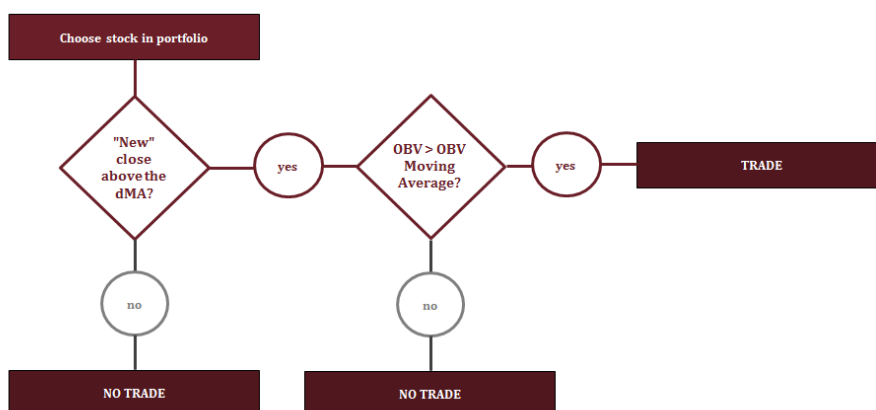 Choose stock in portfolio
"New"
close
above the
dMA?
yes
OBV > OBV
Moving
Average?
yes
TRADE
no
no
NO TRADE
NO TRADE